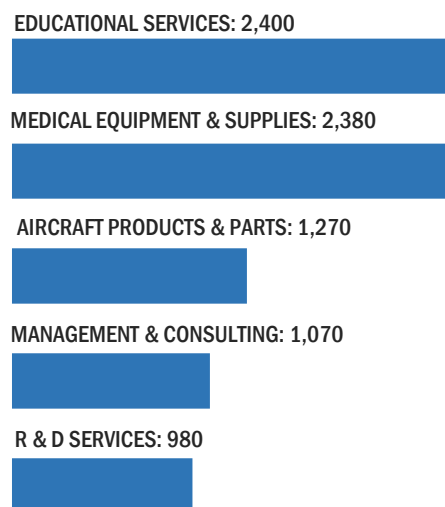 EDUCATIONAL SERVICES: 2,400
MEDICAL EQUIPMENT & SUPPLIES: 2,380
AIRCRAFT PRODUCTS & PARTS: 1,270
MANAGEMENT & CONSULTING: 1,070
R & D SERVICES: 980